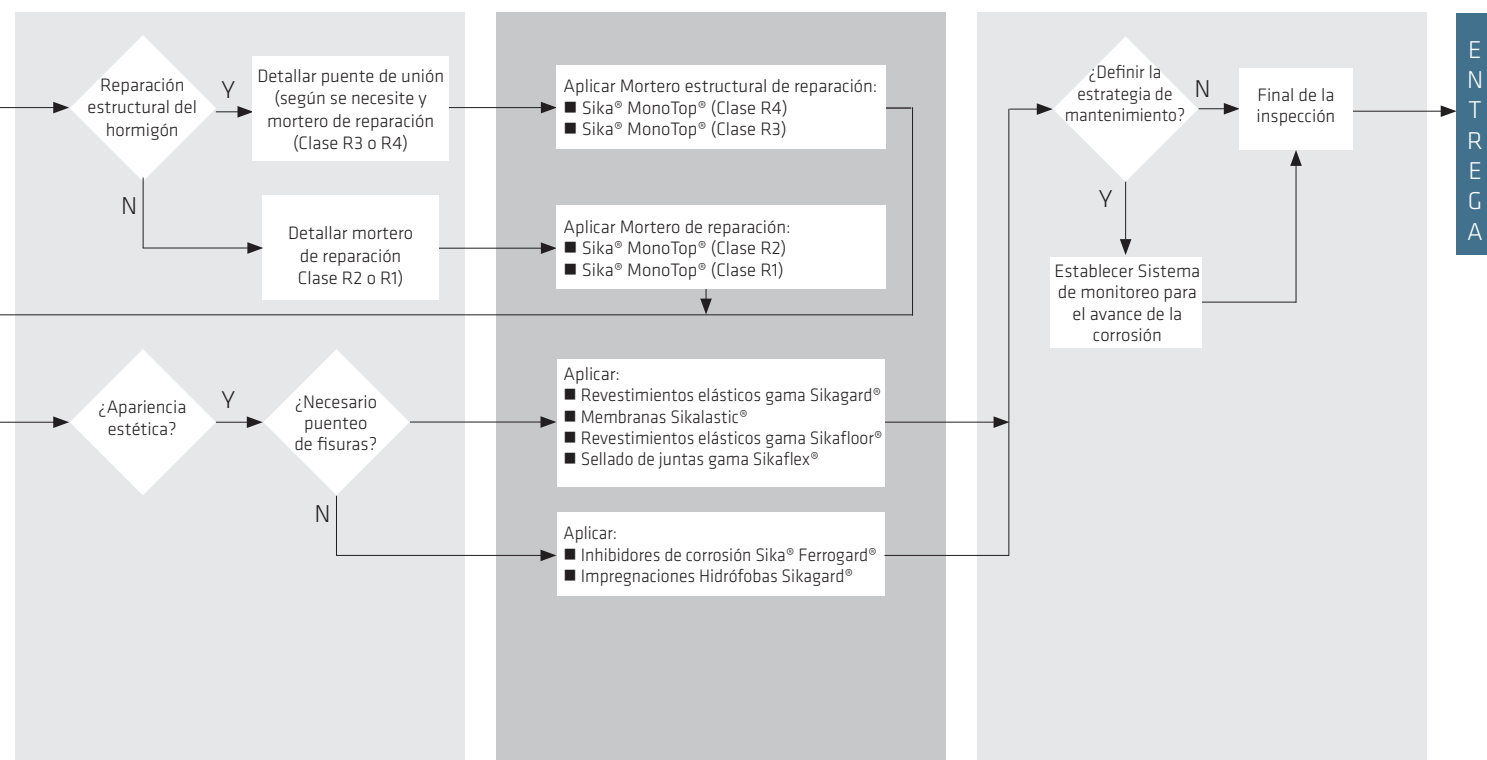 Reparación
estructural del
hormigón
Y
N
Detallar puente de unión
(según se necesite y
mortero de reparación
(Clase R3 o R4)
Detallar mortero
de reparación
Clase R2 o R1)
Aplicar Mortero estructural de reparación:
■ Sika® MonoTop® (Clase R4)
■ Sika® MonoTop® (Clase R3)
Aplicar Mortero de reparación:
■ Sika® MonoTop® (Clase R2)
■ Sika® MonoTop® (Clase R1)
¿Apariencia
estética?
Y
¿Necesario
puenteo
de fisuras?
N
Aplicar:
■ Revestimientos elásticos gama Sikagard®
■ Membranas Sikalastic®
■ Revestimientos elásticos gama Sikafloor®
■ Sellado de juntas gama Sikaflex®
Aplicar:
■ Inhibidores de corrosión Sika® Ferrogard®
■ Impregnaciones Hidrófobas Sikagard®
¿Definir la
estrategia de
mantenimiento?
N
Y
Final de la
inspección
Establecer Sistema
de monitoreo para
el avance de la
corrosión
E
N
T
R
E
G
A